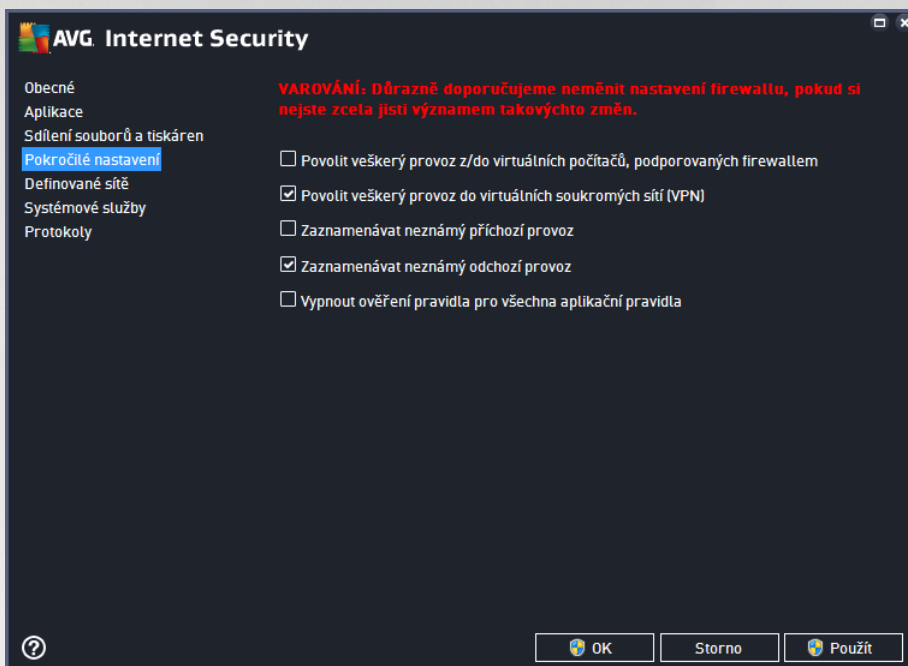 AVG Internet Security
Obecné
Aplikace
Sdílení souborů a tiskáren
Pokročilé nastavení
Definované sítě
Systémové služby
Protokoly
VAROVÁNÍ: Důrazně doporučujeme neměnit nastavení firewallu, pokud si
nejste zcela jisti významem takovýchto změn.
Povolit veškerý provoz z/do virtuálních počítačů, podporovaných firewallem
Povolit veškerý provoz do virtuálních soukromých sítí (VPN)
Zaznamenávat neznámý příchozí provoz
Zaznamenávat neznámý odchozí provoz
Vypnout ověření pravidla pro všechna aplikační pravidla
OK
Storno
Použít